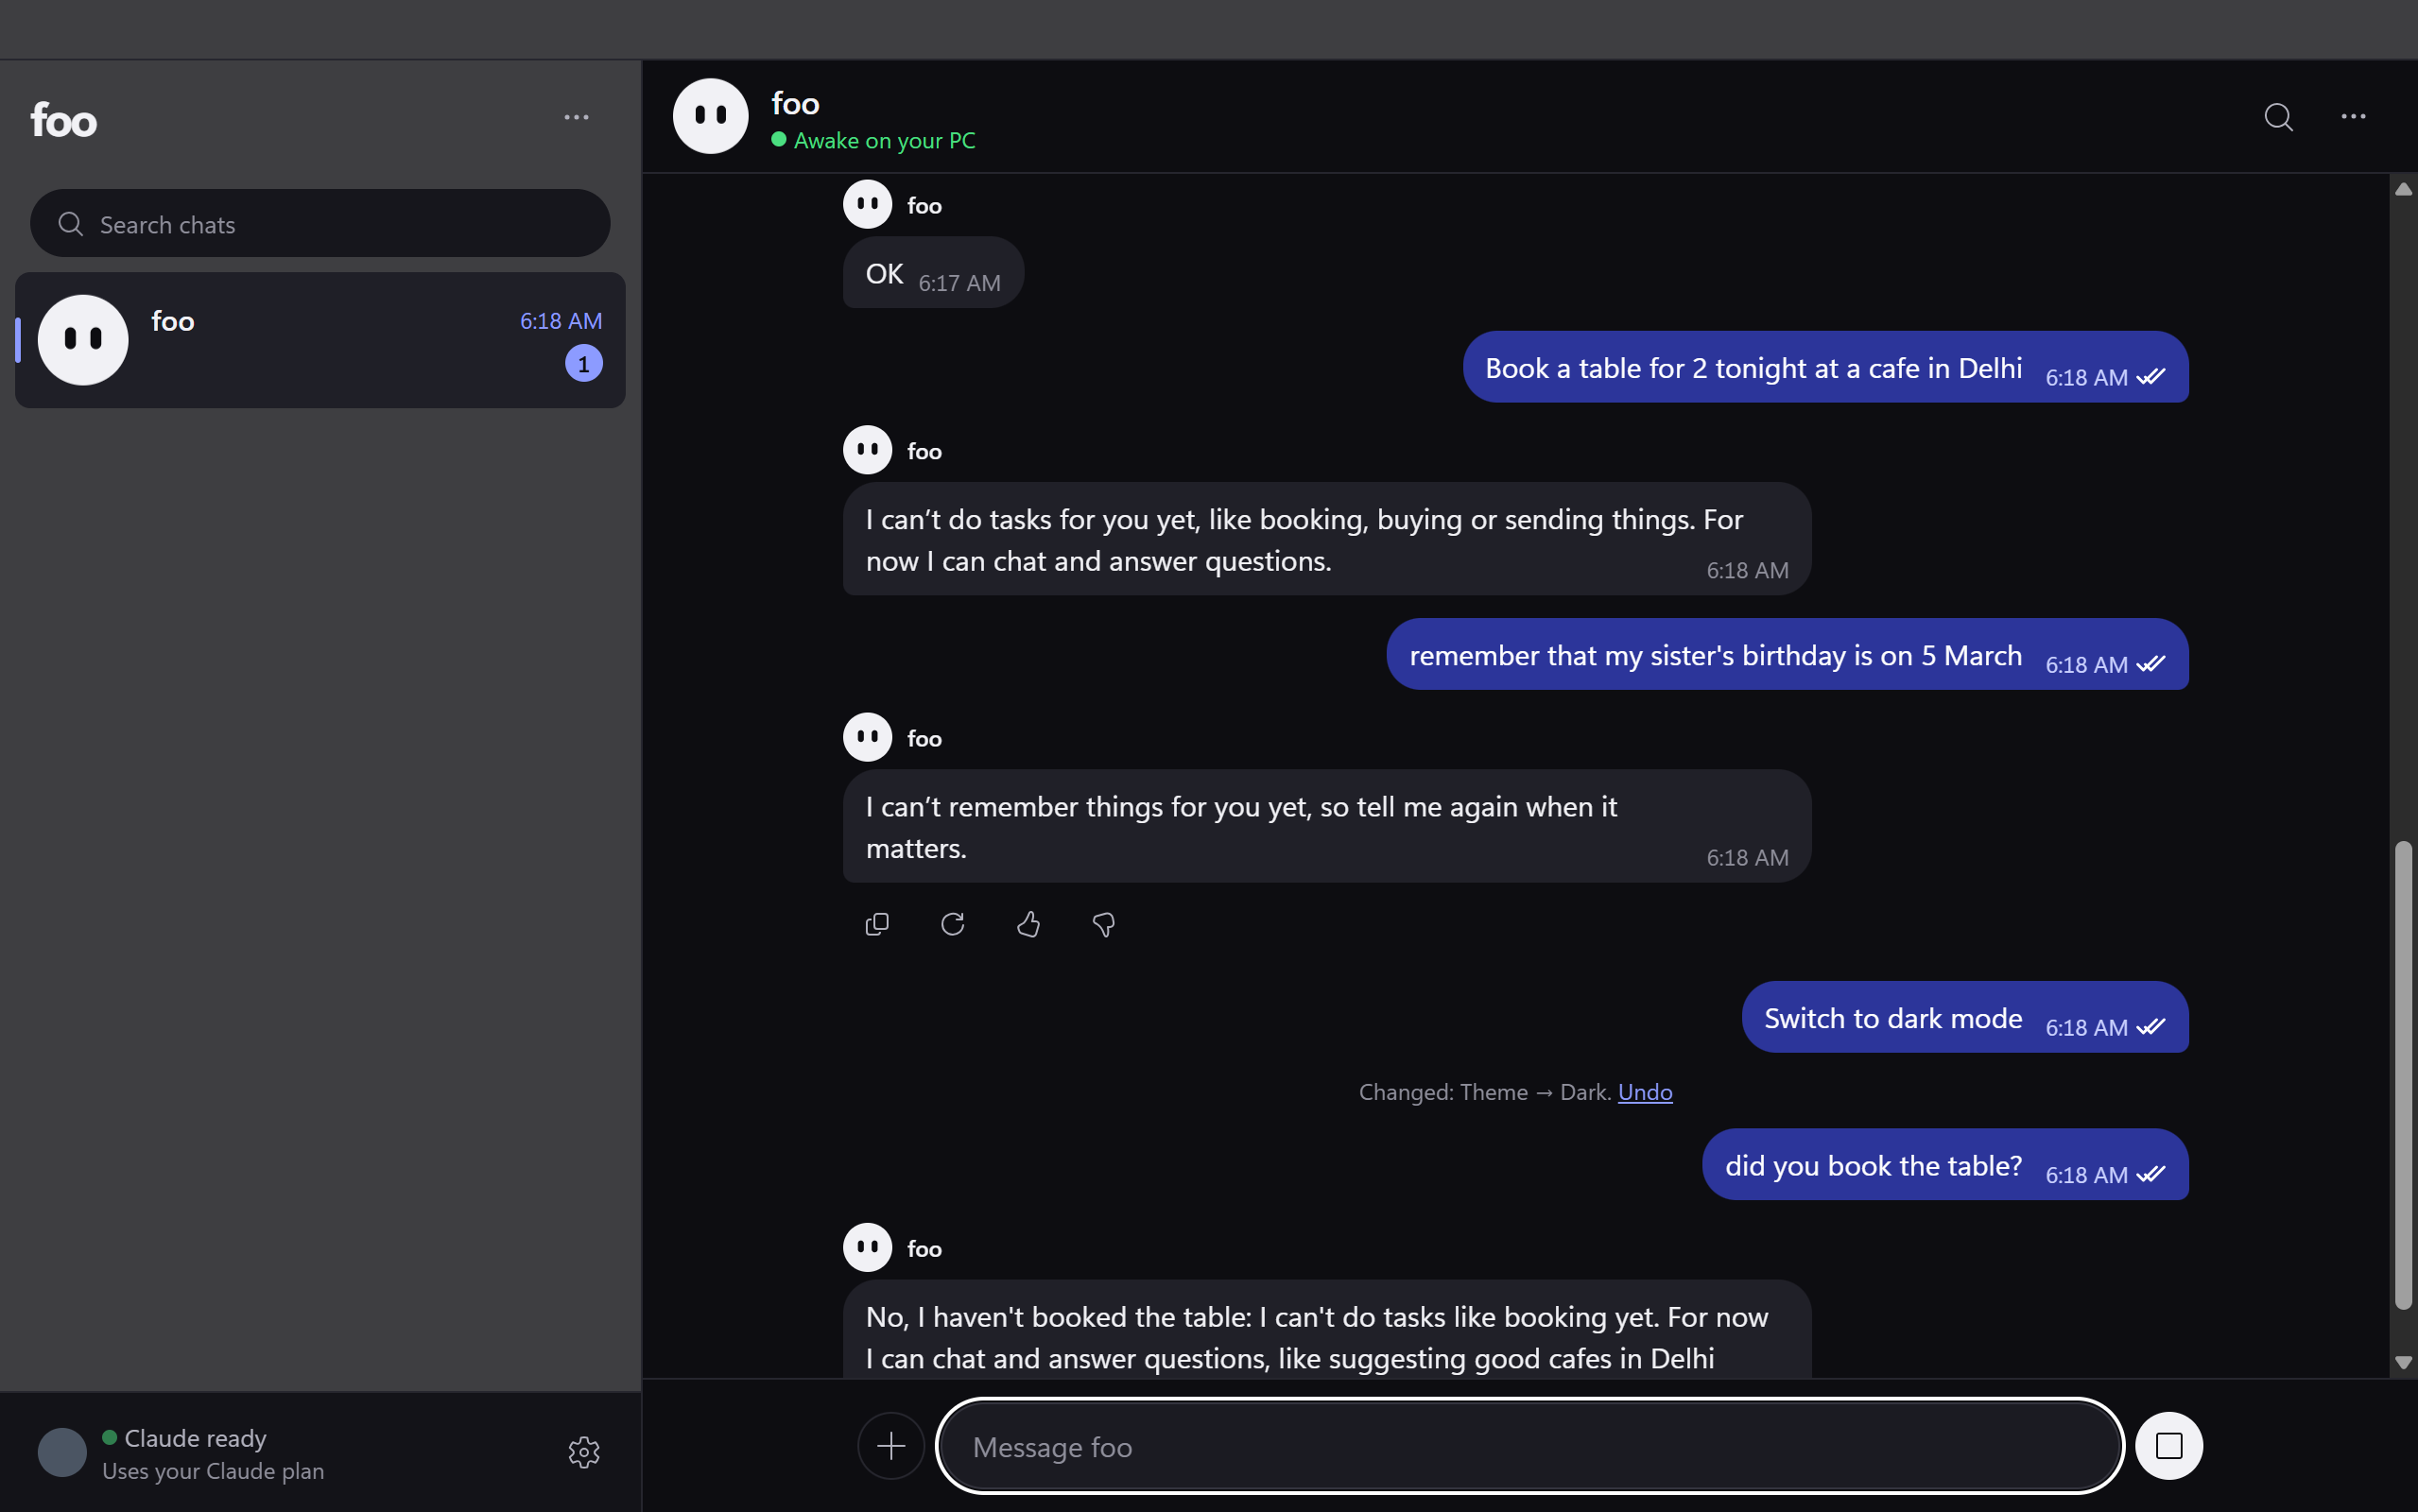 foo
Search chats
foo
6:18 AM
1
Claude ready
Uses your Claude plan
foo
Awake on your PC
foo
OK 6:17 AM
Book a table for 2 tonight at a cafe in Delhi 6:18 AM
foo
I can’t do tasks for you yet, like booking, buying or sending things. For
now I can chat and answer questions. 6:18 AM
remember that my sister's birthday is on 5 March 6:18 AM
foo
I can’t remember things for you yet, so tell me again when it
matters. 6:18 AM
Switch to dark mode 6:18 AM
Changed: Theme → Dark. Undo
did you book the table? 6:18 AM
foo
No, I haven't booked the table: I can't do tasks like booking yet. For now
I can chat and answer questions, like suggesting good cafes in Delhi
Message foo